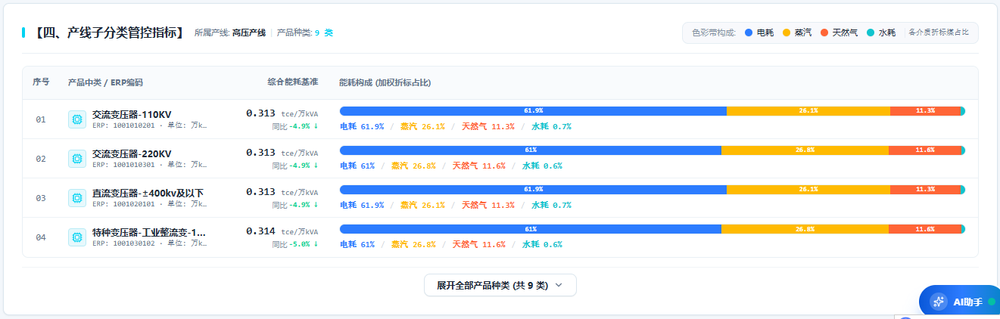 【四、产线子分类管控指标】 所属产线: 高压产线 产品种类: 9 类 色彩带构成: 电耗 蒸汽 天然气 水耗 各介质折标煤占比
序号 产品中类 / ERP编码 综合能耗基准 能耗构成 (加权折标占比)
01 交流变压器-110KV 0.313 tce/万kVA 61.9% 26.1% 11.3%
ERP: 1001010201 · 单位: 万k… 同比 -4.9% ↓ 电耗 61.9% / 蒸汽 26.1% / 天然气 11.3% / 水耗 0.7%
02 交流变压器-220KV 0.313 tce/万kVA 61% 26.8% 11.6%
ERP: 1001010301 · 单位: 万k… 同比 -4.9% ↓ 电耗 61% / 蒸汽 26.8% / 天然气 11.6% / 水耗 0.6%
03 直流变压器-±400kv及以下 0.313 tce/万kVA 61.9% 26.1% 11.3%
ERP: 1001020101 · 单位: 万k… 同比 -4.9% ↓ 电耗 61.9% / 蒸汽 26.1% / 天然气 11.3% / 水耗 0.7%
04 特种变压器-工业整流变-1... 0.314 tce/万kVA 61% 26.8% 11.6%
ERP: 1001030102 · 单位: 万k… 同比 -5.0% ↓ 电耗 61% / 蒸汽 26.8% / 天然气 11.6% / 水耗 0.6%
展开全部产品种类 (共 9 类)
AI助手